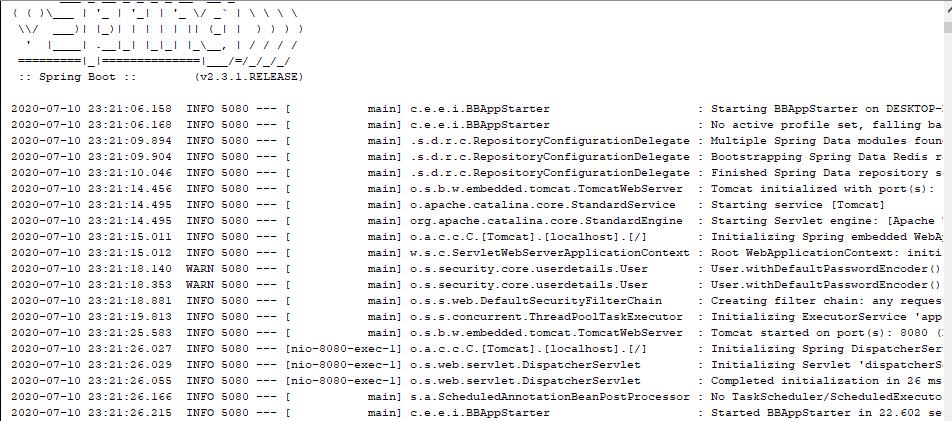 ( ( )\___ | '_ | '_| | '_ \/ _` | \ \ \ \
\\/ ___)| |_)| | | | | || (_| | ) ) ) )
' |____| .__|_| |_|_| |_\__, | / / / /
=========|_|==============|___/=/_/_/_/
:: Spring Boot :: (v2.3.1.RELEASE)
2020-07-10 23:21:06.158 INFO 5080 --- [ main] c.e.e.i.BBAppStarter : Starting BBAppStarter on DESKTOP-
2020-07-10 23:21:06.168 INFO 5080 --- [ main] c.e.e.i.BBAppStarter : No active profile set, falling ba
2020-07-10 23:21:09.894 INFO 5080 --- [ main] .s.d.r.c.RepositoryConfigurationDelegate : Multiple Spring Data modules foun
2020-07-10 23:21:09.904 INFO 5080 --- [ main] .s.d.r.c.RepositoryConfigurationDelegate : Bootstrapping Spring Data Redis r
2020-07-10 23:21:10.046 INFO 5080 --- [ main] .s.d.r.c.RepositoryConfigurationDelegate : Finished Spring Data repository s
2020-07-10 23:21:14.456 INFO 5080 --- [ main] o.s.b.w.embedded.tomcat.TomcatWebServer : Tomcat initialized with port(s):
2020-07-10 23:21:14.495 INFO 5080 --- [ main] o.apache.catalina.core.StandardService : Starting service [Tomcat]
2020-07-10 23:21:14.495 INFO 5080 --- [ main] org.apache.catalina.core.StandardEngine : Starting Servlet engine: [Apache
2020-07-10 23:21:15.011 INFO 5080 --- [ main] o.a.c.c.C.[Tomcat].[localhost].[/] : Initializing Spring embedded WebA
2020-07-10 23:21:15.012 INFO 5080 --- [ main] w.s.c.ServletWebServerApplicationContext : Root WebApplicationContext: initi
2020-07-10 23:21:18.140 WARN 5080 --- [ main] o.s.security.core.userdetails.User : User.withDefaultPasswordEncoder()
2020-07-10 23:21:18.353 WARN 5080 --- [ main] o.s.security.core.userdetails.User : User.withDefaultPasswordEncoder()
2020-07-10 23:21:18.881 INFO 5080 --- [ main] o.s.s.web.DefaultSecurityFilterChain : Creating filter chain: any reques
2020-07-10 23:21:19.813 INFO 5080 --- [ main] o.s.s.concurrent.ThreadPoolTaskExecutor : Initializing ExecutorService 'app
2020-07-10 23:21:25.583 INFO 5080 --- [ main] o.s.b.w.embedded.tomcat.TomcatWebServer : Tomcat started on port(s): 8080 (
2020-07-10 23:21:26.027 INFO 5080 --- [nio-8080-exec-1] o.a.c.c.C.[Tomcat].[localhost].[/] : Initializing Spring DispatcherSer
2020-07-10 23:21:26.029 INFO 5080 --- [nio-8080-exec-1] o.s.web.servlet.DispatcherServlet : Initializing Servlet 'dispatcherS
2020-07-10 23:21:26.055 INFO 5080 --- [nio-8080-exec-1] o.s.web.servlet.DispatcherServlet : Completed initialization in 26 ms
2020-07-10 23:21:26.166 INFO 5080 --- [ main] s.a.ScheduledAnnotationBeanPostProcessor : No TaskScheduler/ScheduledExecuto
2020-07-10 23:21:26.215 INFO 5080 --- [ main] c.e.e.i.BBAppStarter : Started BBAppStarter in 22.602 se